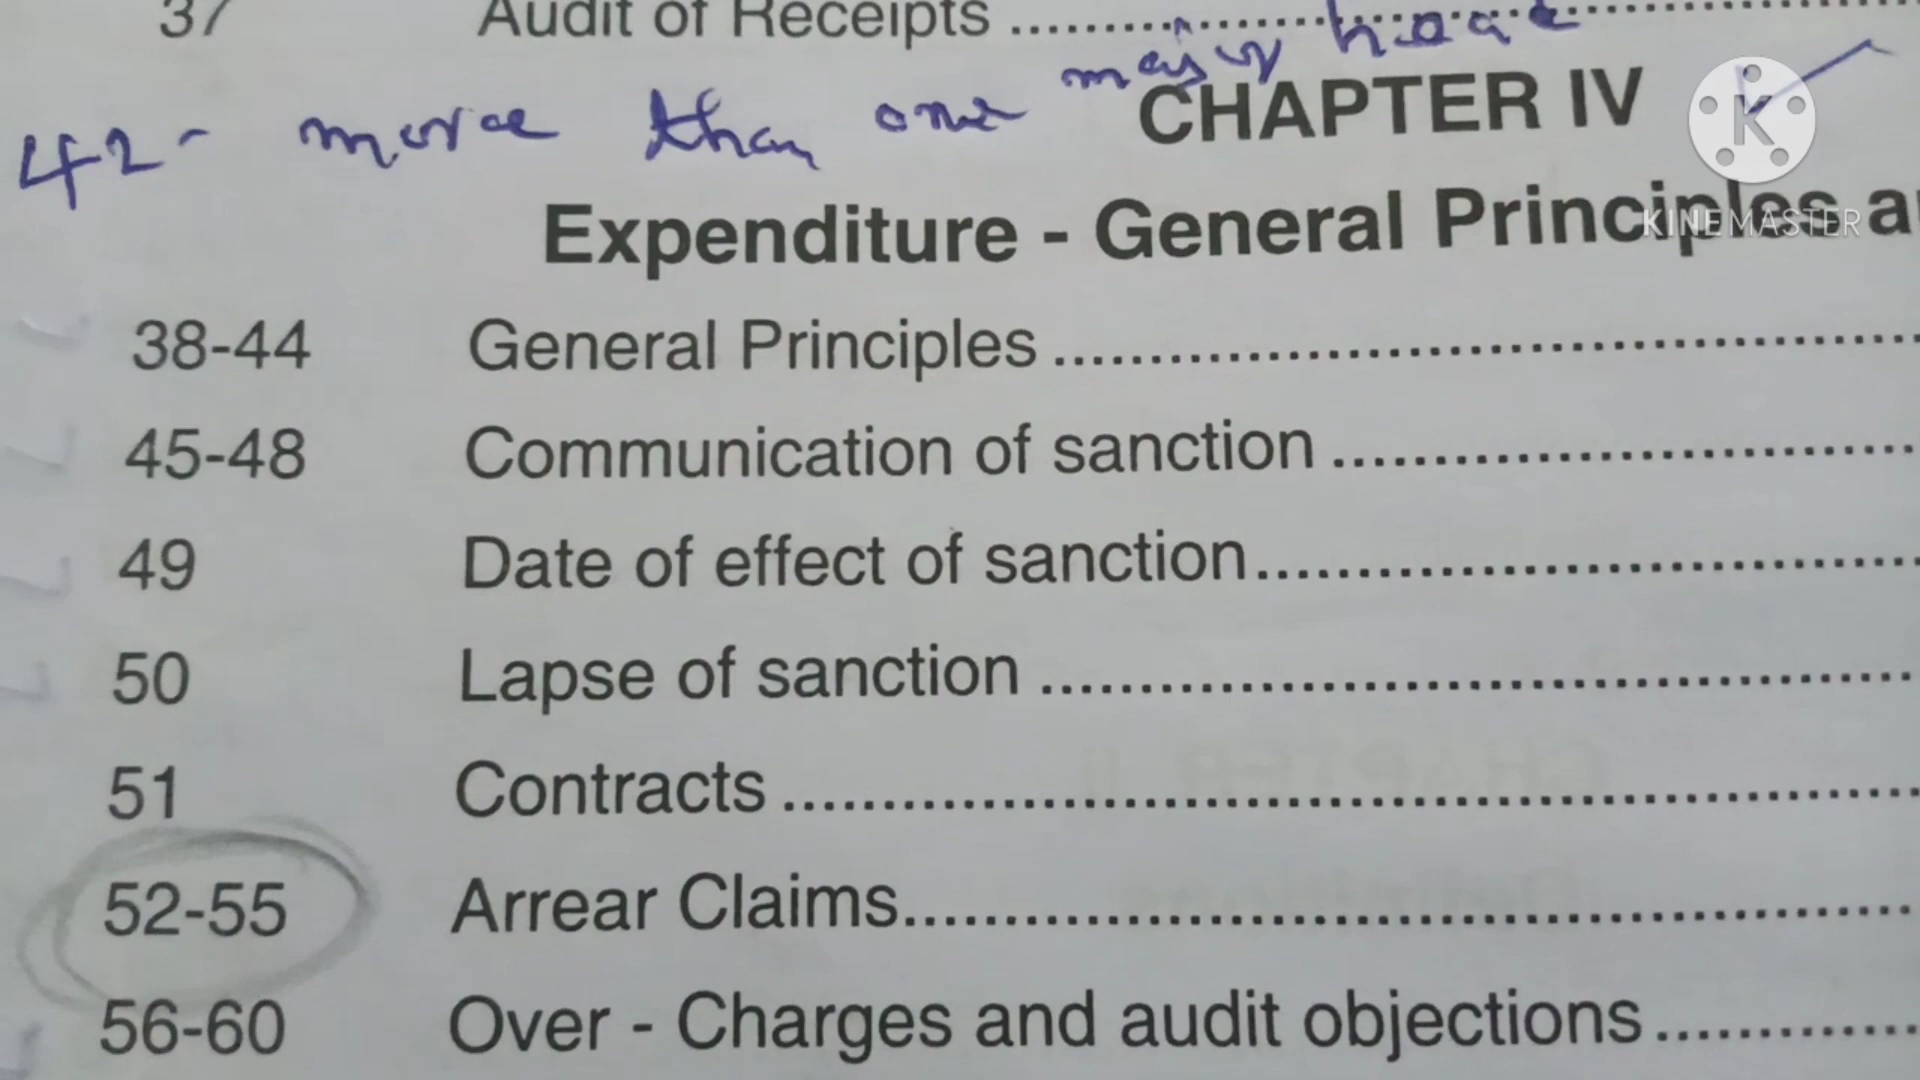 37 Audit of Receipts ........................
42 - more than one major head
CHAPTER IV
K
Expenditure - General Principles a
KINEMASTER
38-44 General Principles ........................
45-48 Communication of sanction ........................
49 Date of effect of sanction........................
50 Lapse of sanction ........................
51 Contracts ........................
52-55 Arrear Claims........................
56-60 Over - Charges and audit objections............